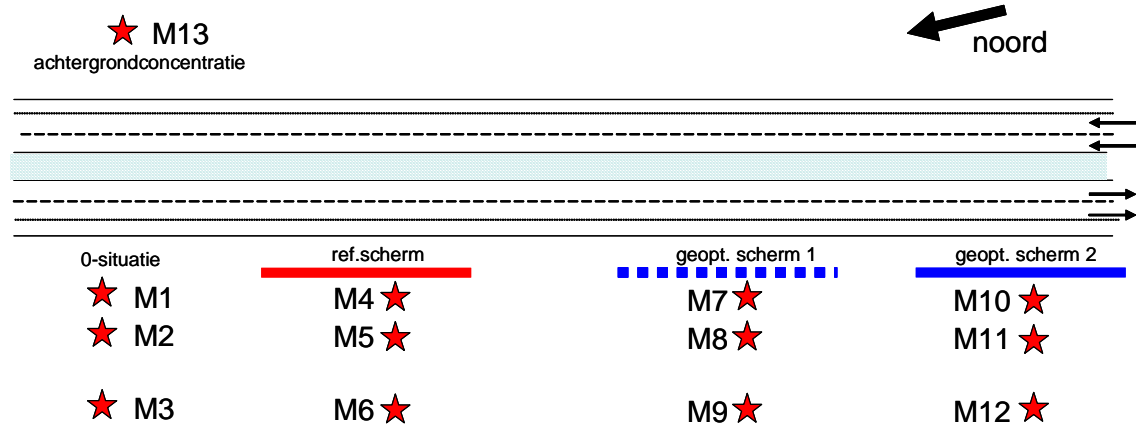 M13
achtergrondconcentratie
noord
0-situatie
ref.scherm
geopt. scherm 1
geopt. scherm 2
M1
M4
M7
M10
M2
M5
M8
M11
M3
M6
M9
M12